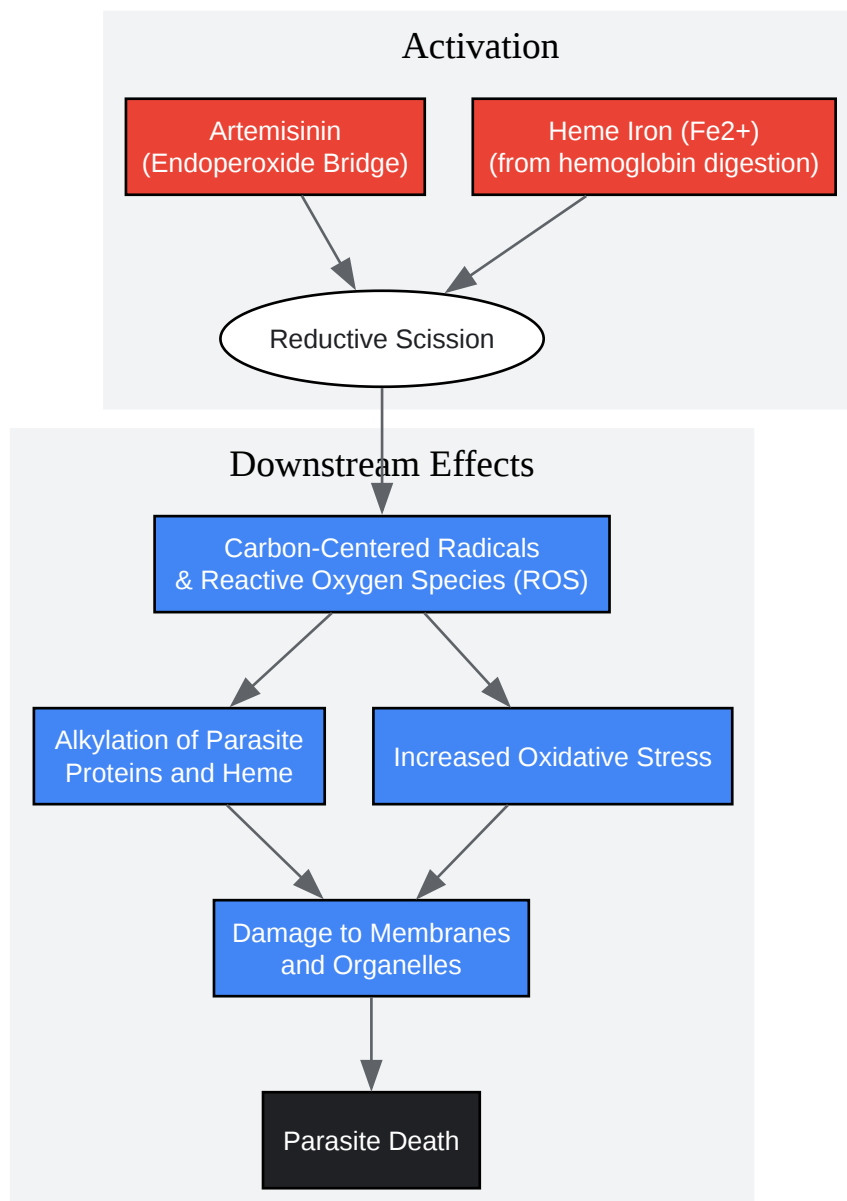 Activation
Artemisinin
(Endoperoxide Bridge)
Heme Iron (Fe2+)
(from hemoglobin digestion)
Reductive Scission
Downstream Effects
Carbon-Centered Radicals
& Reactive Oxygen Species (ROS)
Alkylation of Parasite
Proteins and Heme
Increased Oxidative Stress
Damage to Membranes
and Organelles
Parasite Death